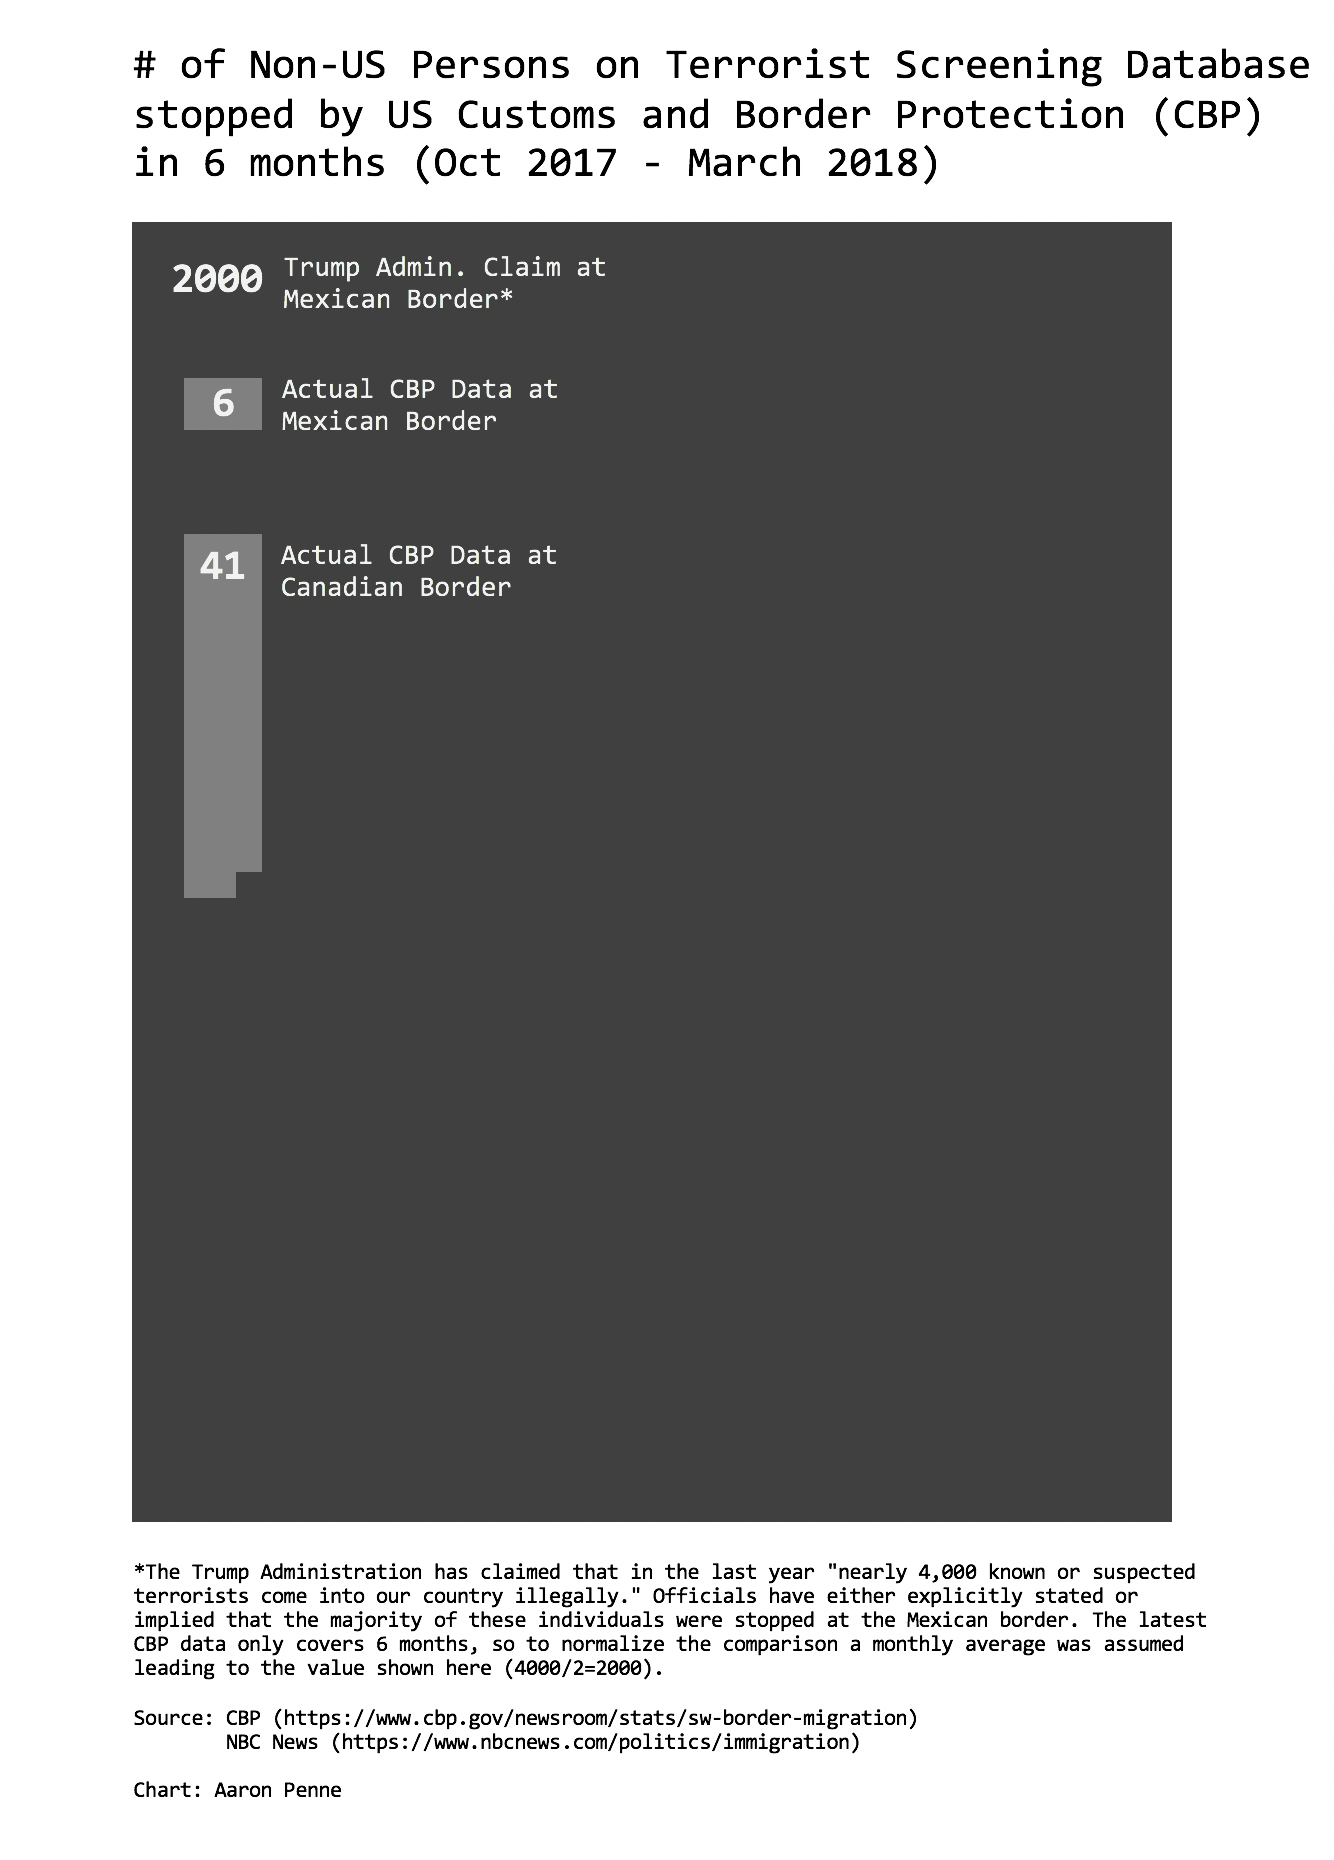 # of Non-US Persons on Terrorist Screening Database
stopped by US Customs and Border Protection (CBP)
in 6 months (Oct 2017 - March 2018)
2000 Trump Admin. Claim at
Mexican Border*
6 Actual CBP Data at
Mexican Border
41 Actual CBP Data at
Canadian Border
*The Trump Administration has claimed that in the last year "nearly 4,000 known or suspected
terrorists come into our country illegally." Officials have either explicitly stated or
implied that the majority of these individuals were stopped at the Mexican border. The latest
CBP data only covers 6 months, so to normalize the comparison a monthly average was assumed
leading to the value shown here (4000/2=2000).
Source: CBP (https://www.cbp.gov/newsroom/stats/sw-border-migration)
NBC News (https://www.nbcnews.com/politics/immigration)
Chart: Aaron Penne